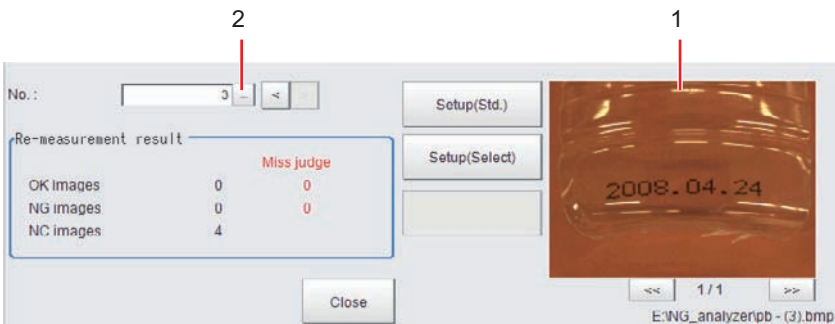 2 1
No. : 0 ... < >
Setup(Std.)
Re-measurement result
Miss judge
Setup(Select)
OK images 0 0
NG images 0 0
NC images 4
2008.04.24
Close
<< 1/1 >>
E:\NG_analyzer\pb - (3).bmp